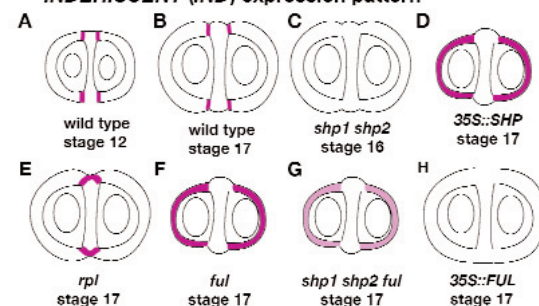 INDEHISCENT (IND) expression pattern
A B C D
wild type
stage 12
wild type
stage 17
shp1 shp2
stage 16
35S::SHP
stage 17
E F G H
rpl
stage 17
ful
stage 17
shp1 shp2 ful
stage 17
35S::FUL
stage 17